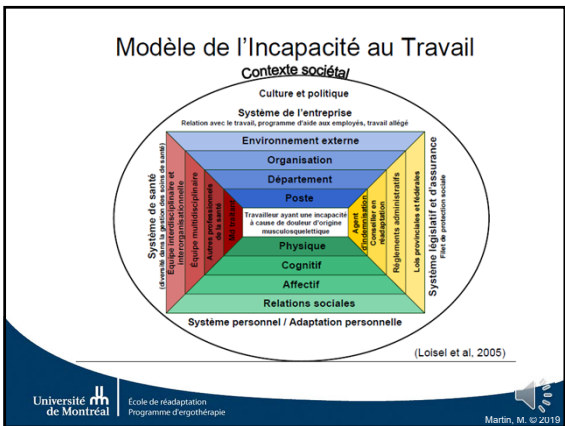 Modèle de l'Incapacité au Travail
Contexte sociétal
Culture et politique
Système de l'entreprise
Relation avec le travail, programme d'aide aux employés, travail allégé
Environnement externe
Organisation
Département
Poste
Système de santé
(diversité dans la gestion des soins de santé)
Équipe interdisciplinaire et
interorganisationnelle
Équipe multidisciplinaire
Autres professionnels
de la santé
Travailleur ayant une incapacité
à cause de douleur d'origine
musculosquelettique
Agent
d'indemnisation
Conseiller en
réadaptation
Règlements administratifs
Lois provinciales et fédérales
Système législatif et d'assurance
Filet de protection sociale
Physique
Cognitif
Affectif
Relations sociales
Système personnel / Adaptation personnelle
(Loisel et al, 2005)
Université
de Montréal
École de réadaptation
Programme d'ergothérapie
Martin, M. © 2019